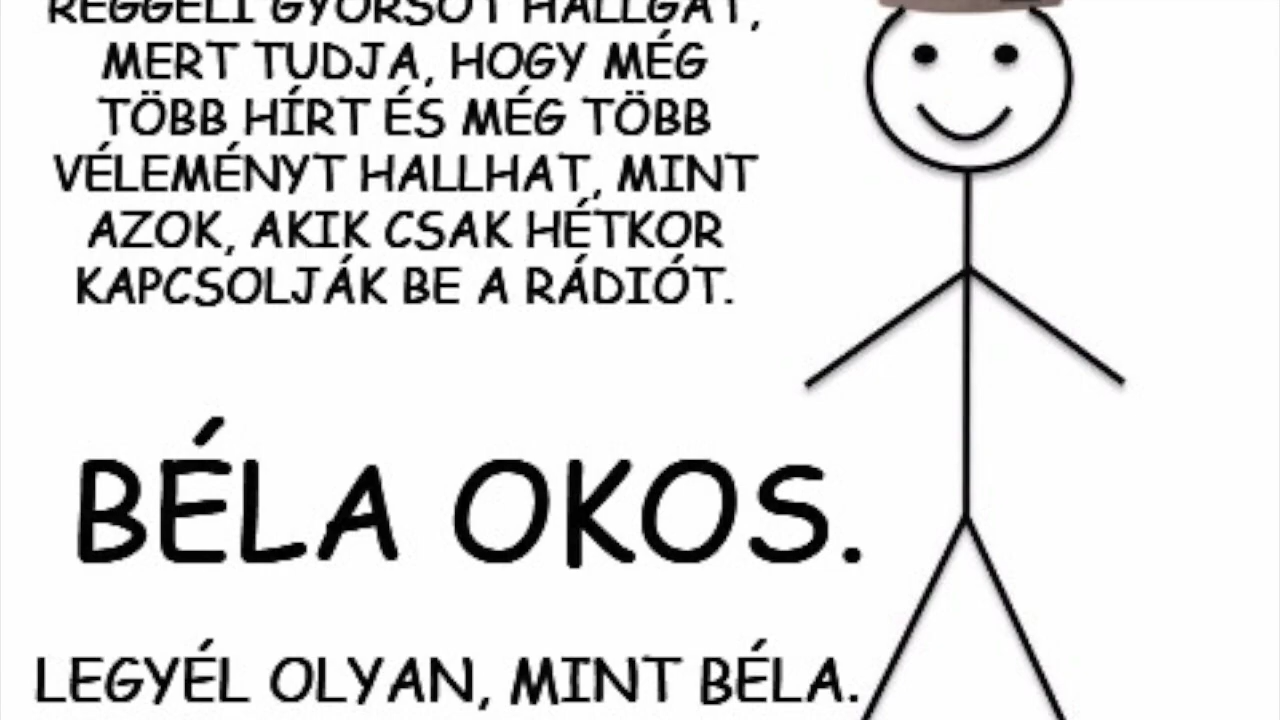 REGGELI GYORSOT HALLGAT,
MERT TUDJA, HOGY MÉG
TÖBB HÍRT ÉS MÉG TÖBB
VÉLEMÉNYT HALLHAT, MINT
AZOK, AKIK CSAK HÉTKOR
KAPCSOLJÁK BE A RÁDIÓT.
BÉLA OKOS.
LEGYÉL OLYAN, MINT BÉLA.